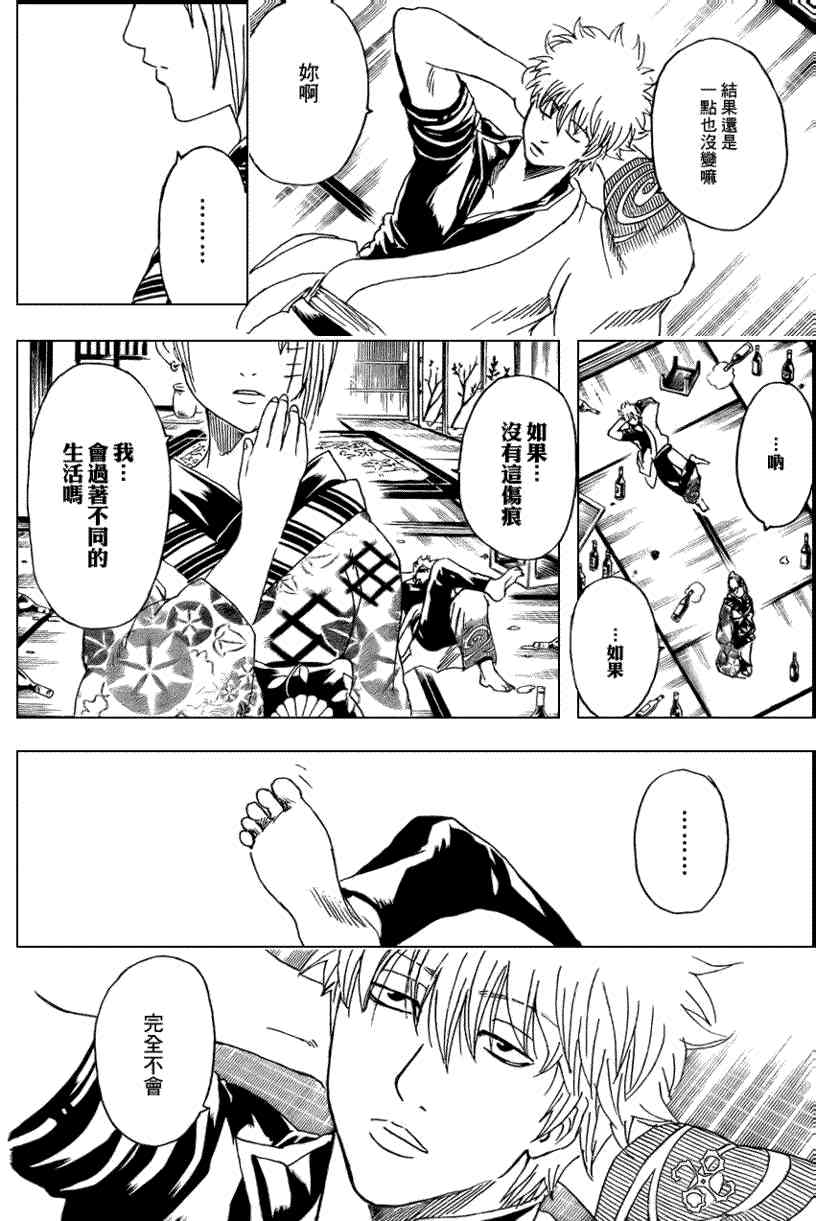 結果還是
一點也沒變嘛
妳啊
………
…吶
…如果
如果…
沒有這傷痕
我…
會過著不同的
生活嗎
………
完全不會